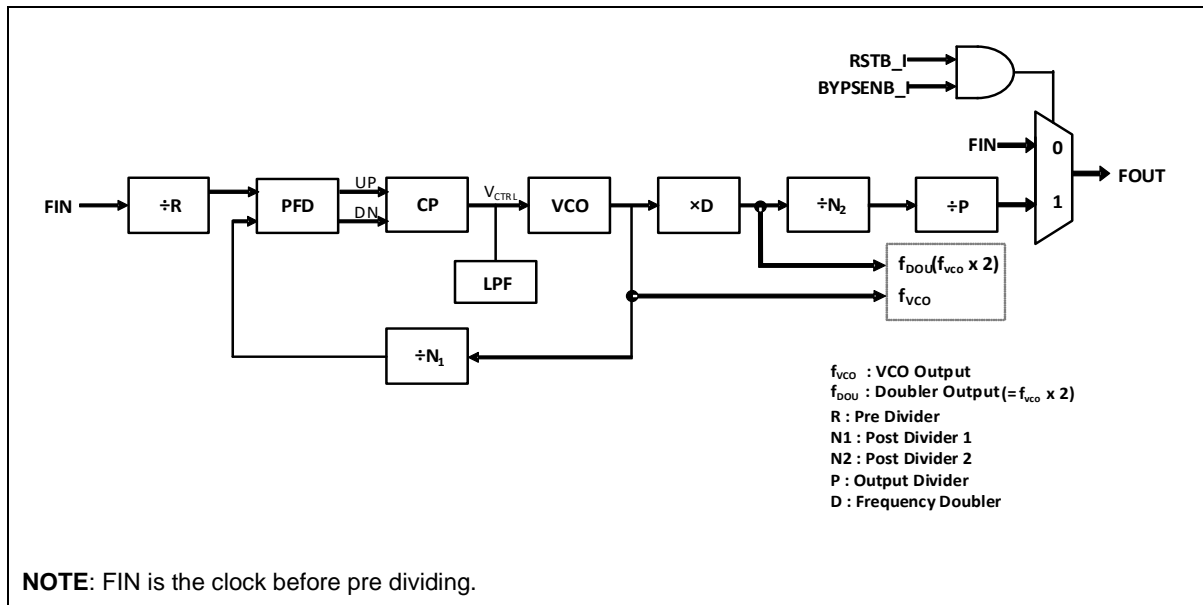 RSTB_I
BYPSENB_I
FIN
0
1
FOUT
FIN
÷R
PFD
UP
DN
CP
VCTRL
VCO
×D
÷N2
÷P
LPF
÷N1
fDOU(fvco x 2)
fVCO
fVCO : VCO Output
fDOU : Doubler Output(=fvco x 2)
R : Pre Divider
N1 : Post Divider 1
N2 : Post Divider 2
P : Output Divider
D : Frequency Doubler
NOTE: FIN is the clock before pre dividing.